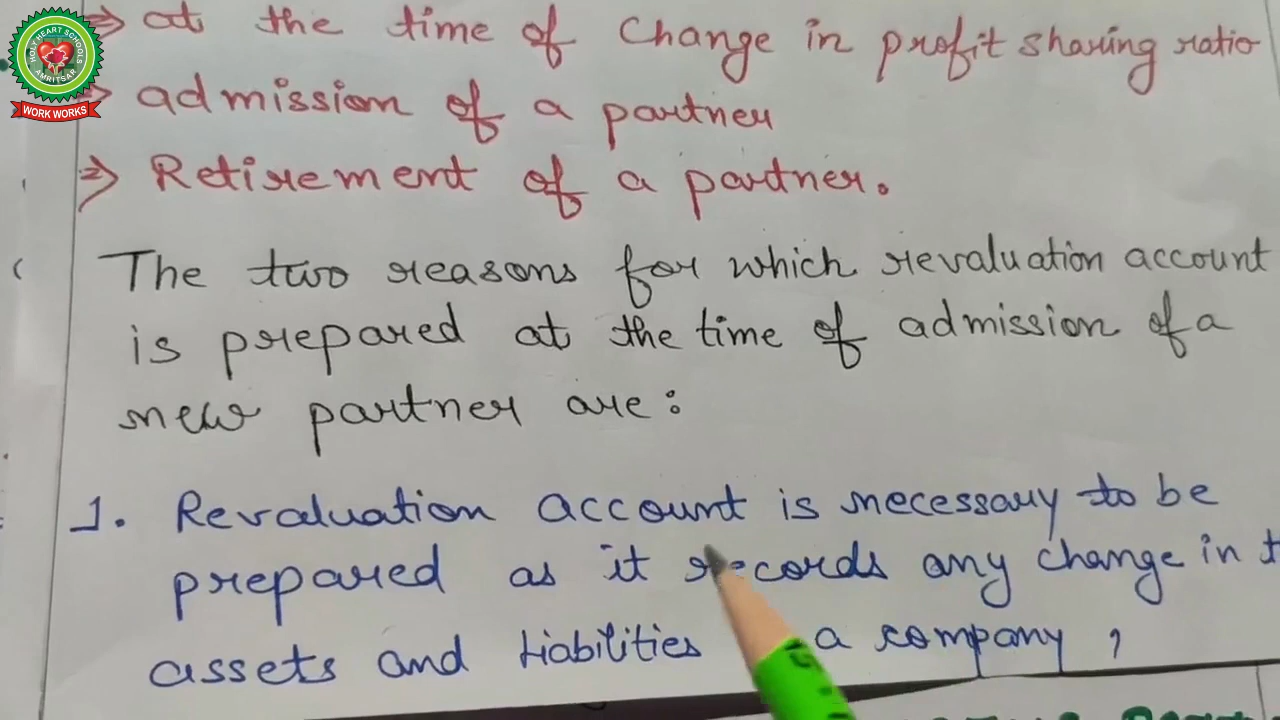 HOLY HEART SCHOOLS
AMRITSAR
WORK WORKS
⇒ at the time of Change in profit sharing ratio
⇒ admission of a partner
⇒ Retirement of a partner.
The two reasons for which revaluation account
is prepared at the time of admission of a
new partner are:
1. Revaluation account is necessary to be
prepared as it records any change in
assets and liabilities a company,